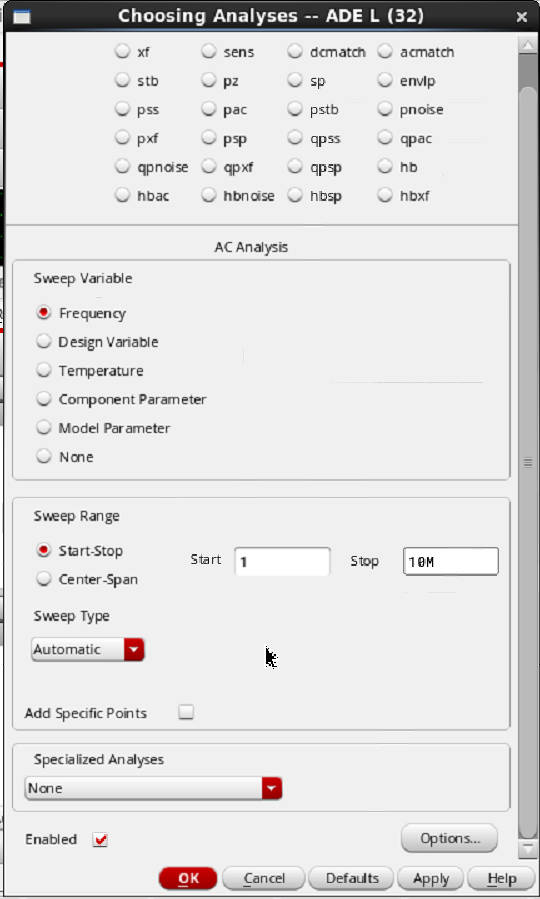 Choosing Analyses -- ADE L (32)
xf sens dcmatch acmatch
stb pz sp envlp
pss pac pstb pnoise
pxf psp qpss qpac
qpnoise qpxf qpsp hb
hbac hbnoise hbsp hbxf
AC Analysis
Sweep Variable
Frequency
Design Variable
Temperature
Component Parameter
Model Parameter
None
Sweep Range
Start-Stop Start 1 Stop 10M
Center-Span
Sweep Type
Automatic
Add Specific Points
Specialized Analyses
None
Enabled Options...
OK Cancel Defaults Apply Help